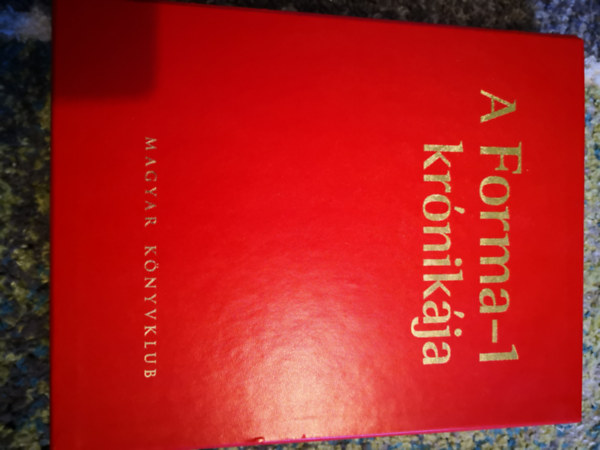 A Forma-1
krónikája
MAGYAR KÖNYVKLUB